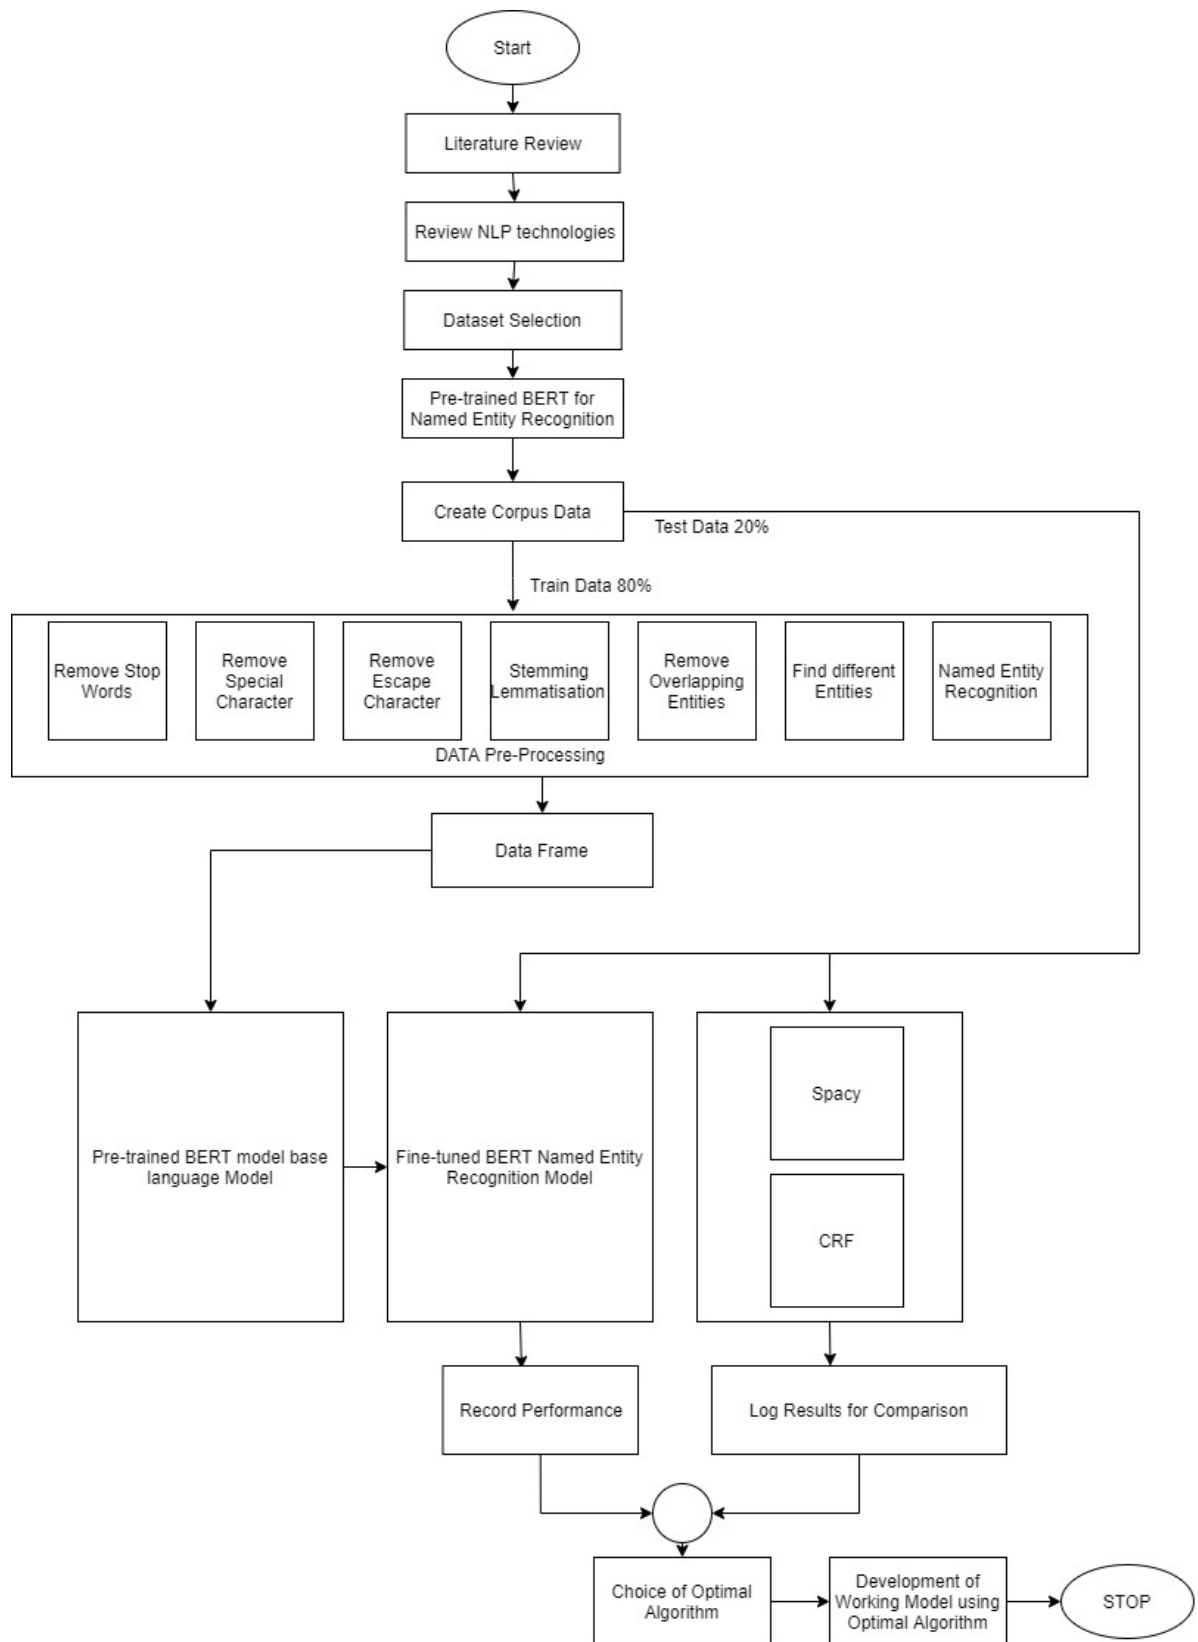 Start
Literature Review
Review NLP technologies
Dataset Selection
Pre-trained BERT for
Named Entity Recognition
Create Corpus Data
Test Data 20%
Train Data 80%
Remove Stop
Words
Remove
Special
Character
Remove
Escape
Character
Stemming
Lemmatisation
Remove
Overlapping
Entities
Find different
Entities
Named Entity
Recognition
DATA Pre-Processing
Data Frame
Pre-trained BERT model base
language Model
Fine-tuned BERT Named Entity
Recognition Model
Spacy
CRF
Record Performance
Log Results for Comparison
Choice of Optimal
Algorithm
Development of
Working Model using
Optimal Algorithm
STOP